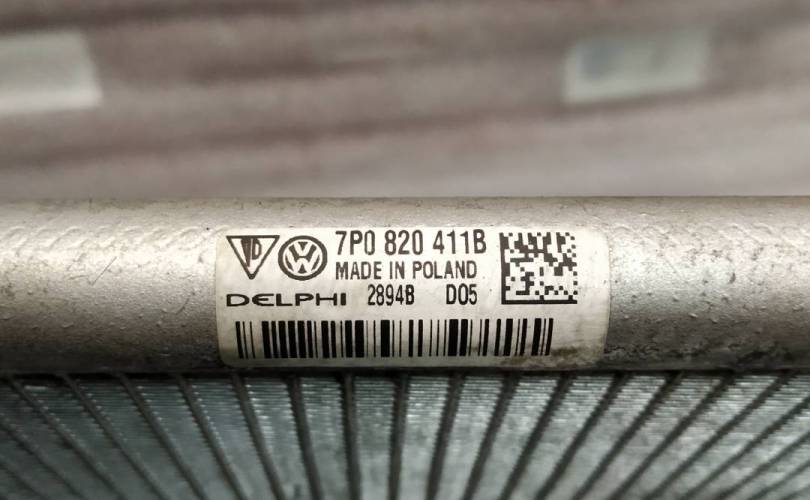 7P0 820 411B
MADE IN POLAND
DELPHI 2894B D05